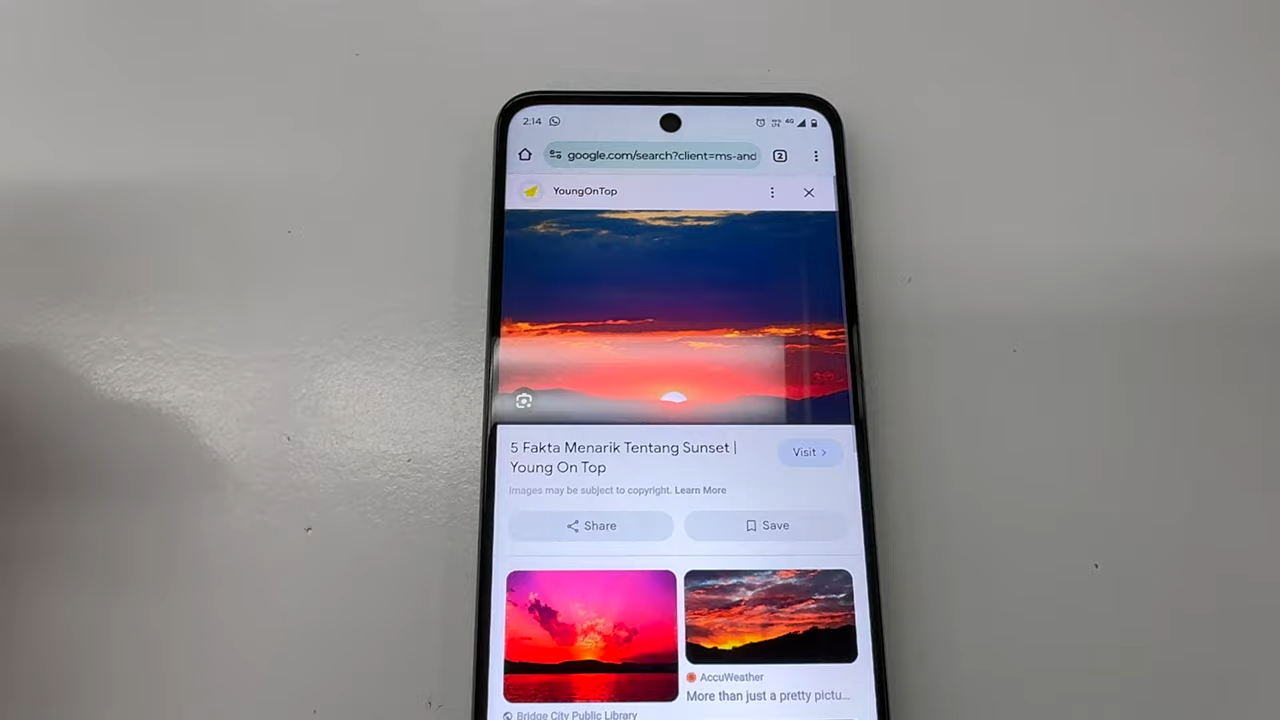 2:14 4G
google.com/search?client=ms-and 2
YoungOnTop
5 Fakta Menarik Tentang Sunset |
Young On Top
Visit
Images may be subject to copyright. Learn More
Share
Save
AccuWeather
More than just a pretty pictu...
Bridge City Public Library